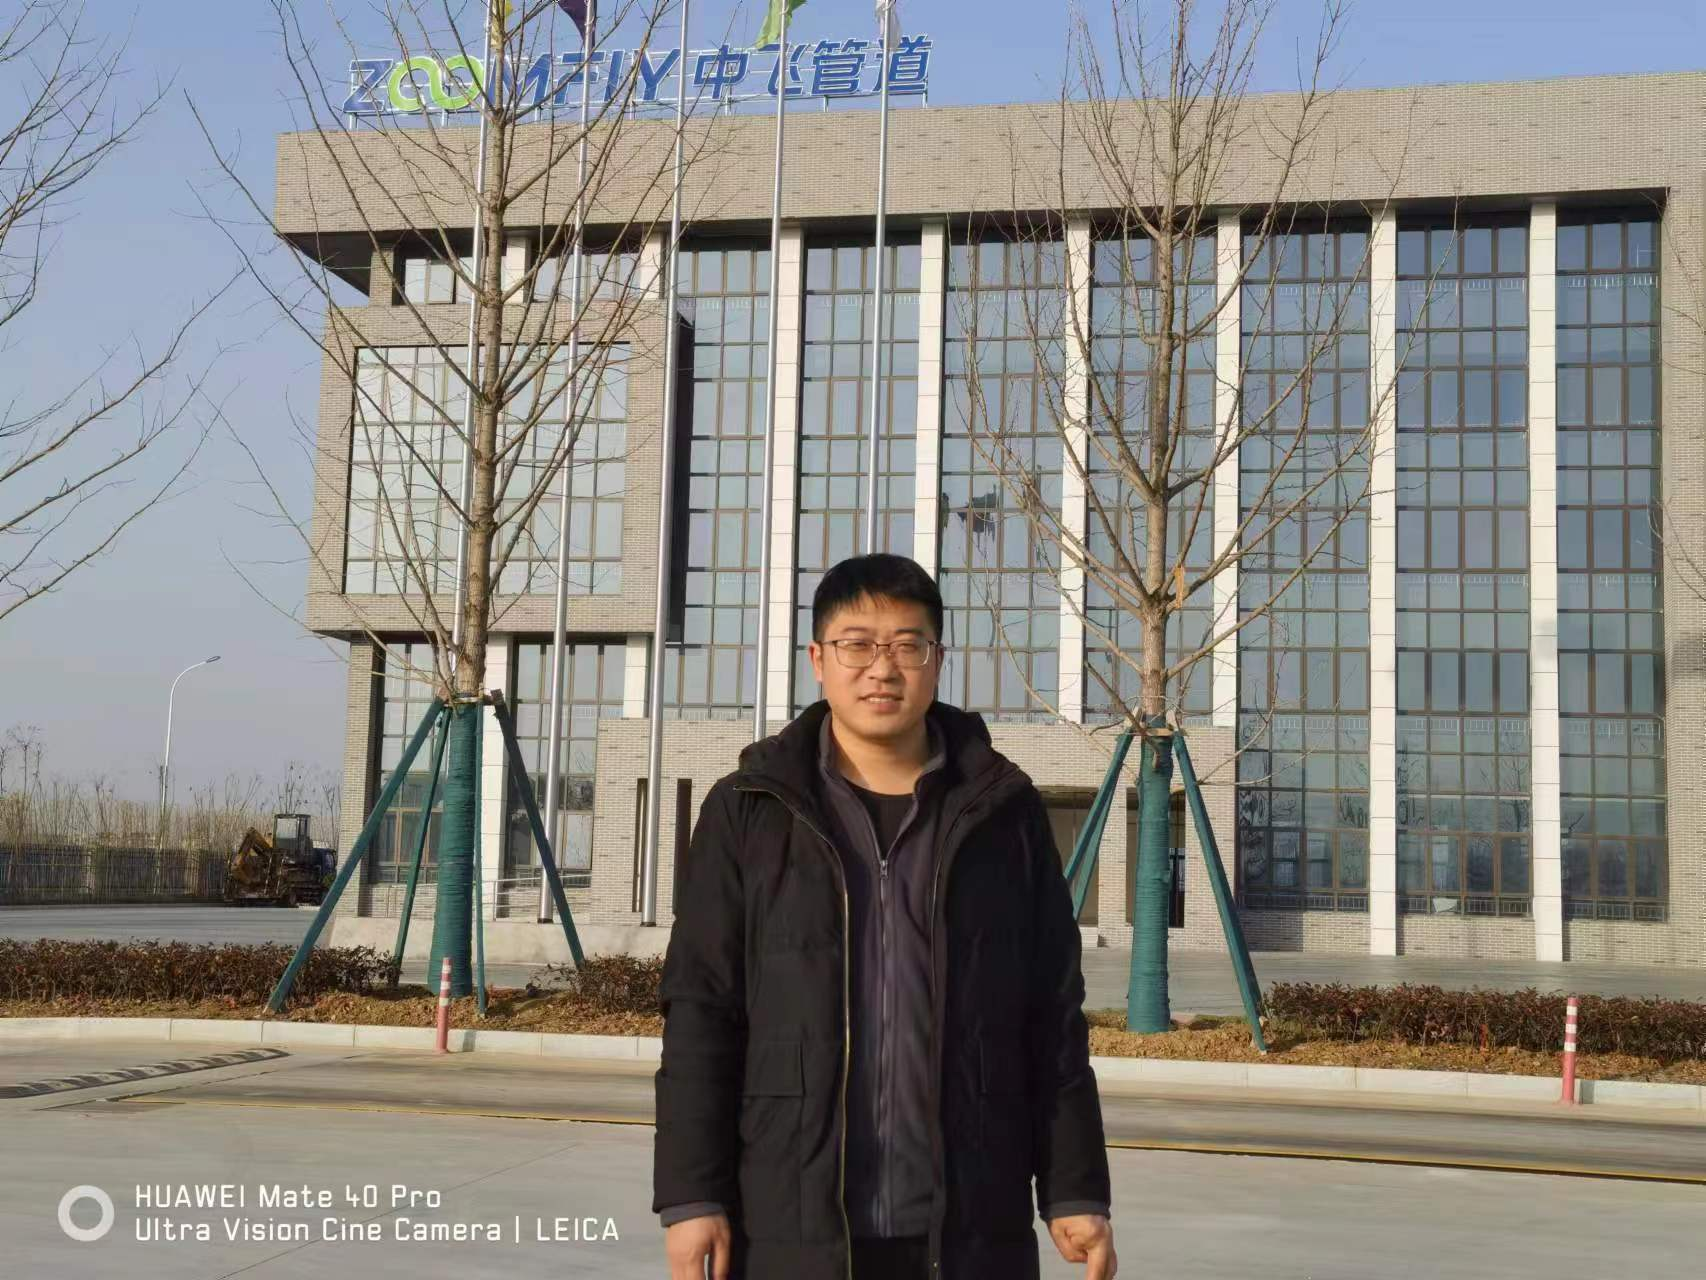 ZOOMFLY 中飞管道
HUAWEI Mate 40 Pro
Ultra Vision Cine Camera | LEICA